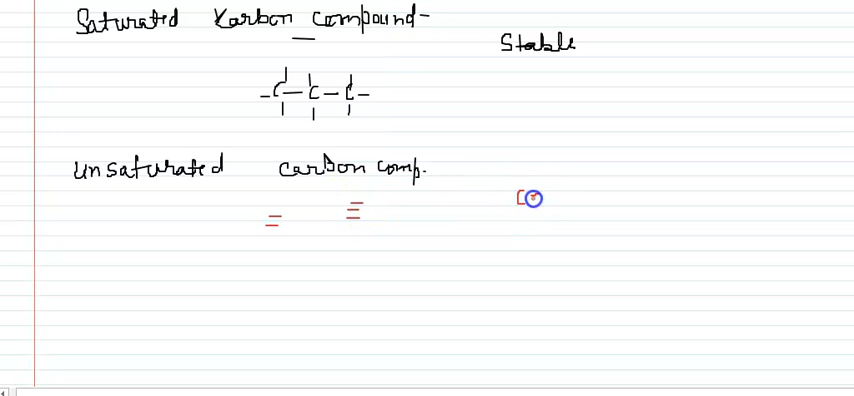 Saturated Karbon compound-
Stable
-C-C-C-
Unsaturated carbon comp.
= ≡